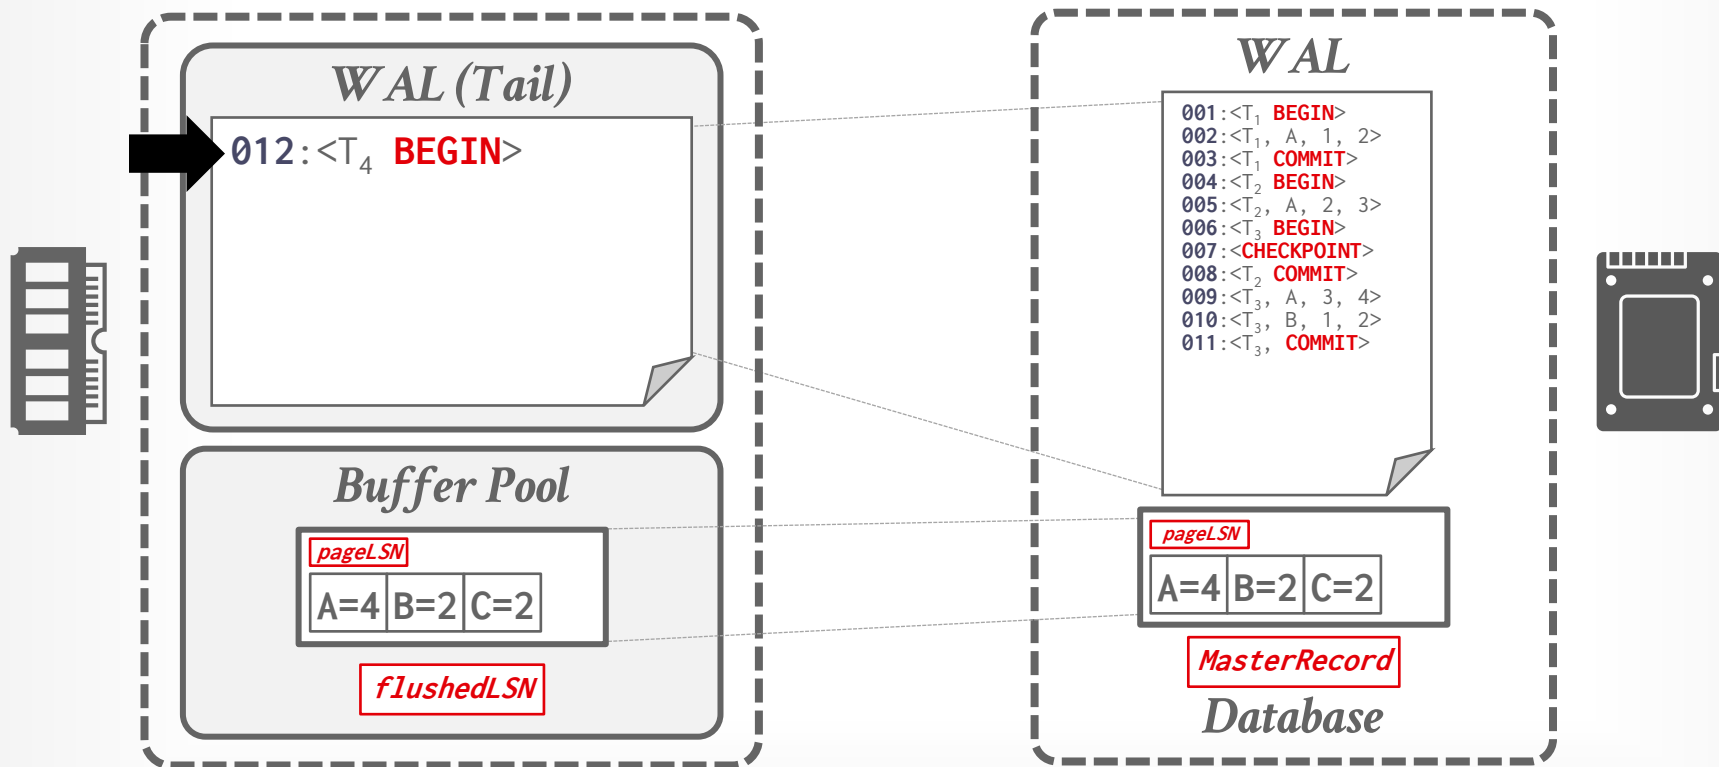 WAL (Tail)
012:<T4 BEGIN>
Buffer Pool
pageLSN
A=4 B=2 C=2
flushedLSN
WAL
001:<T1 BEGIN>
002:<T1, A, 1, 2>
003:<T1 COMMIT>
004:<T2 BEGIN>
005:<T2, A, 2, 3>
006:<T3 BEGIN>
007:<CHECKPOINT>
008:<T2 COMMIT>
009:<T3, A, 3, 4>
010:<T3, B, 1, 2>
011:<T3, COMMIT>
pageLSN
A=4 B=2 C=2
MasterRecord
Database